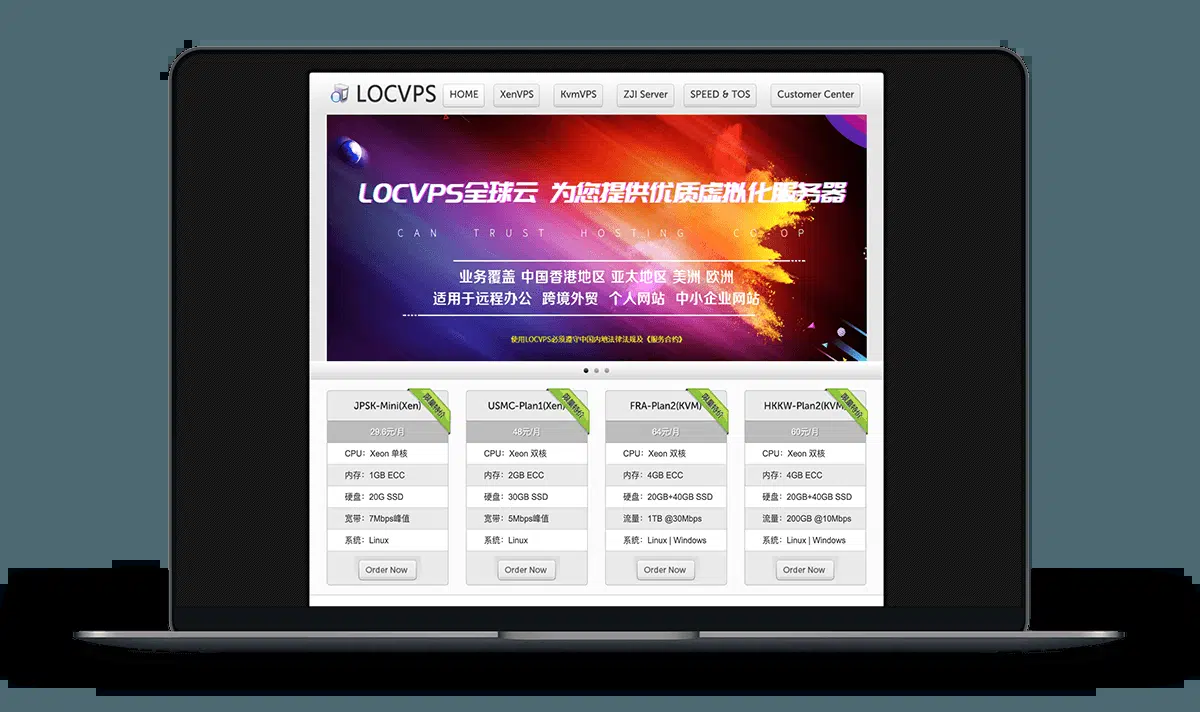 LOCVPS
HOME
XenVPS
KvmVPS
ZJI Server
SPEED & TOS
Customer Center
LOCVPS全球云 为您提供优质虚拟化服务器
CAN TRUST HOSTING CO-OP
业务覆盖 中国香港地区 亚太地区 美洲 欧洲
适用于远程办公 跨境外贸 个人网站 中小企业网站
使用LOCVPS必须遵守中国内地法律法规及《服务合约》
JPSK-Mini(Xen)
限量特价
29.6元/月
CPU：Xeon 单核
内存：1GB ECC
硬盘：20G SSD
宽带：7Mbps峰值
系统：Linux
Order Now
USMC-Plan1(Xen)
限量特价
48元/月
CPU：Xeon 双核
内存：2GB ECC
硬盘：30GB SSD
宽带：5Mbps峰值
系统：Linux
Order Now
FRA-Plan2(KVM)
限量特价
64元/月
CPU：Xeon 双核
内存：4GB ECC
硬盘：20GB+40GB SSD
流量：1TB @30Mbps
系统：Linux | Windows
Order Now
HKKW-Plan2(KVM
限量特价
60元/月
CPU：Xeon 双核
内存：4GB ECC
硬盘：20GB+40GB SSD
流量：200GB @10Mbps
系统：Linux | Windows
Order Now